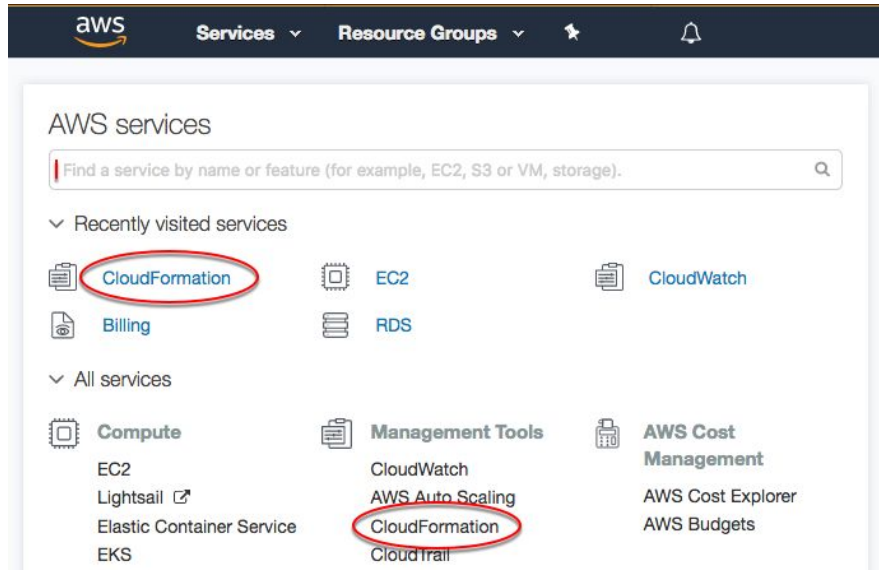 aws Services Resource Groups
AWS services
Find a service by name or feature (for example, EC2, S3 or VM, storage).
Recently visited services
CloudFormation EC2 CloudWatch
Billing RDS
All services
Compute Management Tools AWS Cost
Management
EC2 CloudWatch
Lightsail AWS Auto Scaling AWS Cost Explorer
Elastic Container Service CloudFormation AWS Budgets
EKS CloudTrail